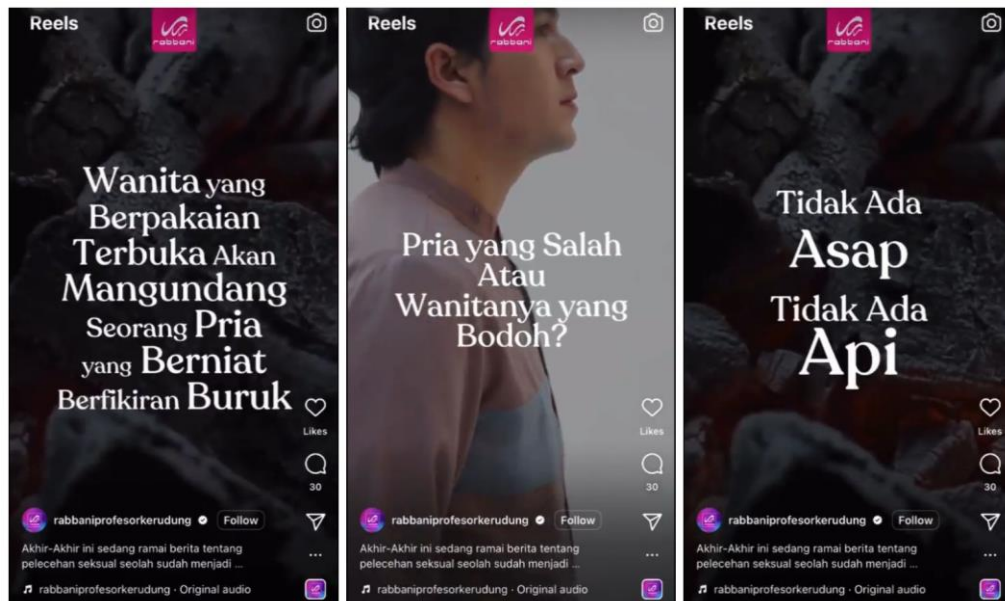 Reels
rabbani
Wanita yang
Berpakaian
Terbuka Akan
Mangundang
Seorang Pria
yang Berniat
Berfikiran Buruk
Likes
30
rabbaniprofesorkerudung Follow
Akhir-Akhir ini sedang ramai berita tentang
pelecehan seksual seolah sudah menjadi ...
rabbaniprofesorkerudung · Original audio
Reels
rabbani
Pria yang Salah
Atau
Wanitanya yang
Bodoh?
Likes
30
rabbaniprofesorkerudung Follow
Akhir-Akhir ini sedang ramai berita tentang
pelecehan seksual seolah sudah menjadi ...
rabbaniprofesorkerudung · Original audio
Reels
rabbani
Tidak Ada
Asap
Tidak Ada
Api
Likes
30
rabbaniprofesorkerudung Follow
Akhir-Akhir ini sedang ramai berita tentang
pelecehan seksual seolah sudah menjadi ...
rabbaniprofesorkerudung · Original audio